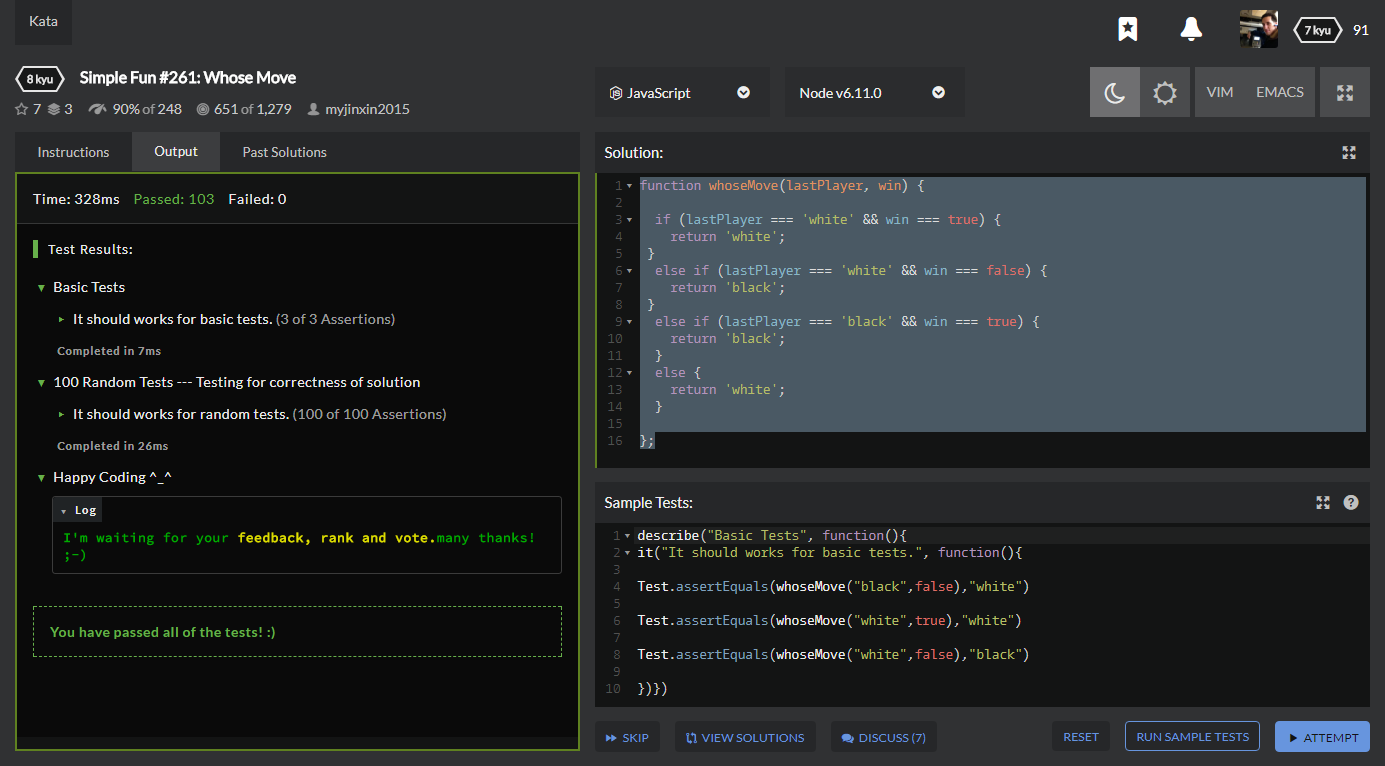 Kata
7 kyu 91
8 kyu Simple Fun #261: Whose Move
7 3 90% of 248 651 of 1,279 myjinxin2015
JavaScript
Node v6.11.0
VIM EMACS
Instructions Output Past Solutions
Time: 328ms Passed: 103 Failed: 0
Test Results:
Basic Tests
It should works for basic tests. (3 of 3 Assertions)
Completed in 7ms
100 Random Tests --- Testing for correctness of solution
It should works for random tests. (100 of 100 Assertions)
Completed in 26ms
Happy Coding ^_^
Log
I'm waiting for your feedback, rank and vote.many thanks!
;-)
You have passed all of the tests! :)
Solution:
1 function whoseMove(lastPlayer, win) {
2
3 if (lastPlayer === 'white' && win === true) {
4 return 'white';
5 }
6 else if (lastPlayer === 'white' && win === false) {
7 return 'black';
8 }
9 else if (lastPlayer === 'black' && win === true) {
10 return 'black';
11 }
12 else {
13 return 'white';
14 }
15
16 };
Sample Tests:
1 describe("Basic Tests", function(){
2 it("It should works for basic tests.", function(){
3
4 Test.assertEquals(whoseMove("black",false),"white")
5
6 Test.assertEquals(whoseMove("white",true),"white")
7
8 Test.assertEquals(whoseMove("white",false),"black")
9
10 })})
SKIP VIEW SOLUTIONS DISCUSS (7) RESET RUN SAMPLE TESTS ATTEMPT